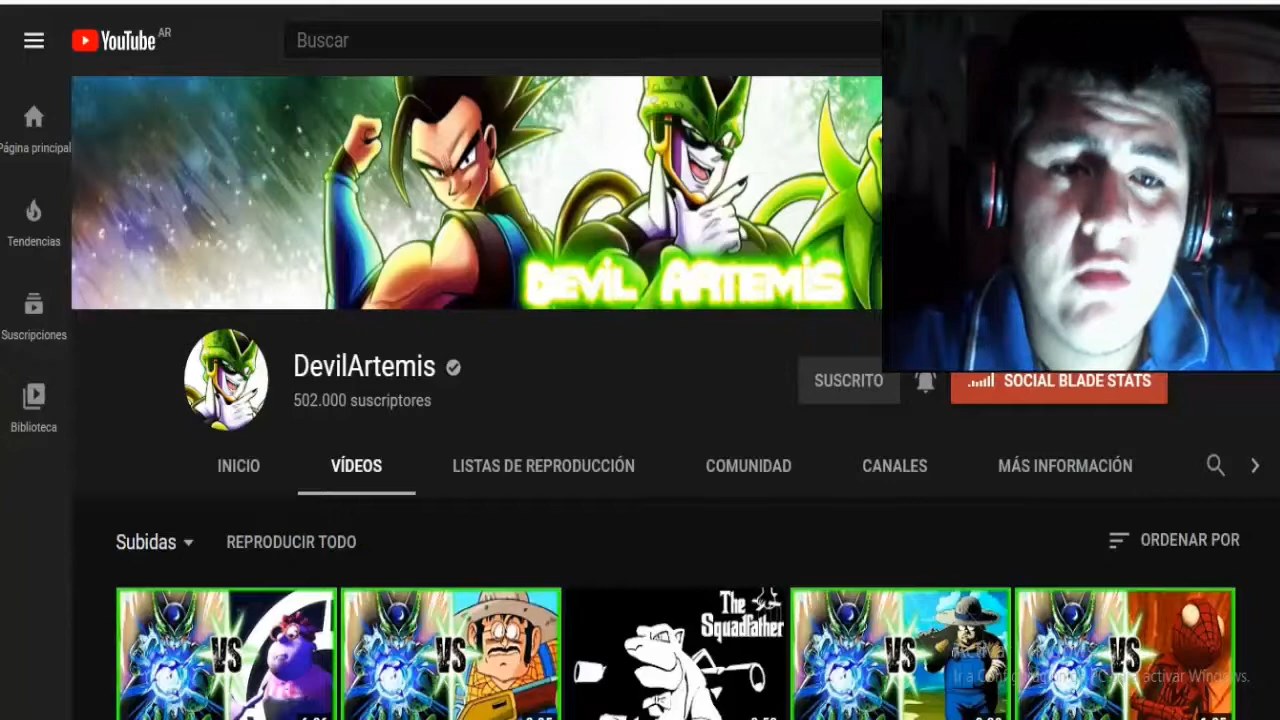 YouTube AR
Buscar
Página principal
Tendencias
Suscripciones
Biblioteca
DEVIL ARTEMIS
DevilArtemis
502.000 suscriptores
SUSCRITO
SOCIAL BLADE STATS
INICIO
VÍDEOS
LISTAS DE REPRODUCCIÓN
COMUNIDAD
CANALES
MÁS INFORMACIÓN
Subidas
REPRODUCIR TODO
ORDENAR POR
VS
VS
The
Squadfather
VS
VS
activar Windows.